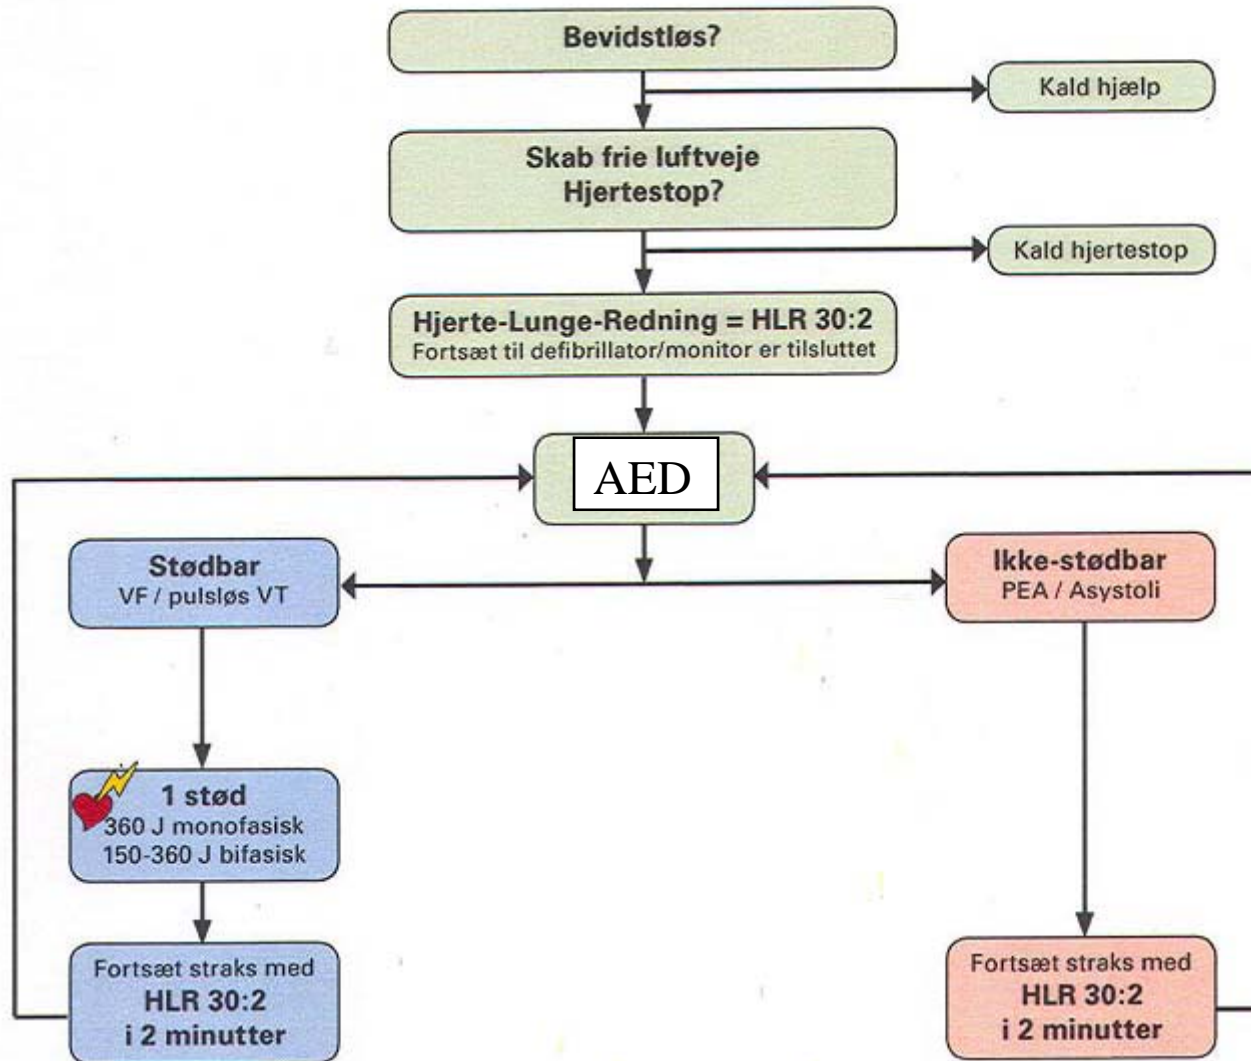 Bevidstløs?
Kald hjælp
Skab frie luftveje
Hjertestop?
Kald hjertestop
Hjerte-Lunge-Redning = HLR 30:2
Fortsæt til defibrillator/monitor er tilsluttet
AED
Stødbar
VF / pulsløs VT
Ikke-stødbar
PEA / Asystoli
1 stød
360 J monofasisk
150-360 J bifasisk
Fortsæt straks med
HLR 30:2
i 2 minutter
Fortsæt straks med
HLR 30:2
i 2 minutter